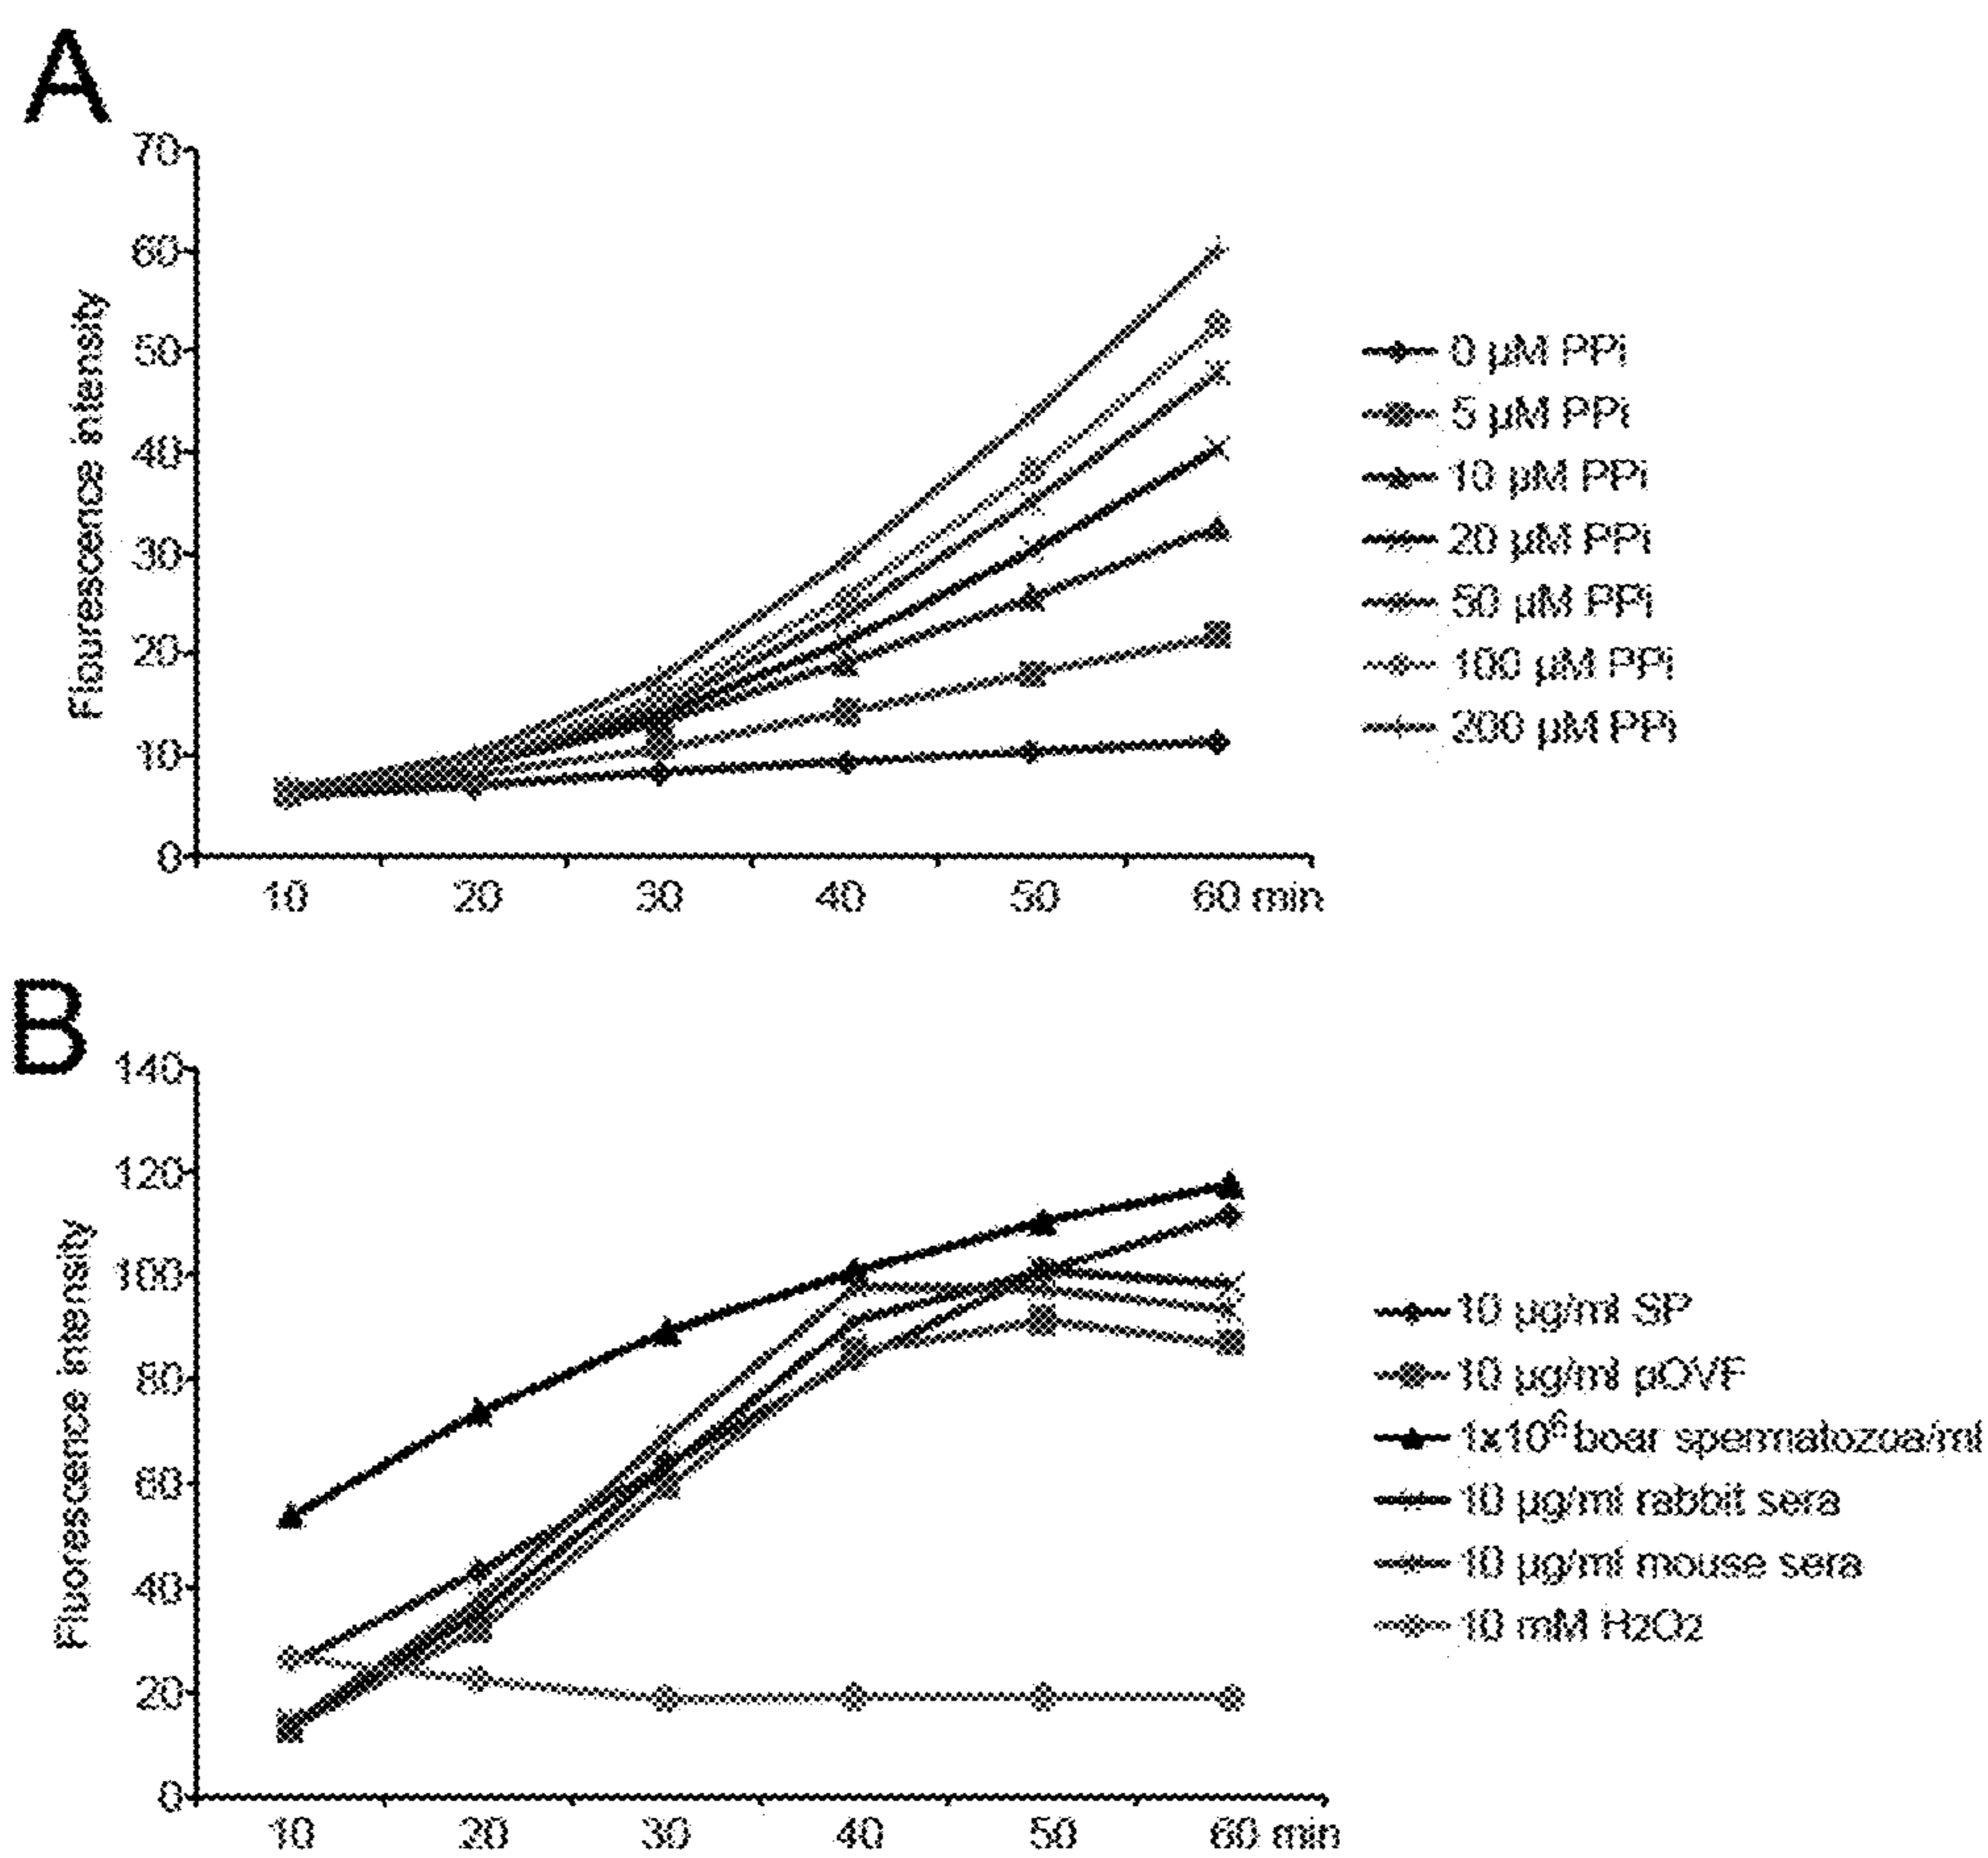 A
70
60
50
40
30
20
10
0
Flourescence intensity
10 20 30 40 50 60 min
0 µM PPi
5 µM PPi
10 µM PPi
20 µM PPi
50 µM PPi
100 µM PPi
200 µM PPi
B
140
120
100
80
60
40
20
0
Fluorescence intensity
10 20 30 40 50 60 min
10 µg/ml SP
10 µg/ml pOVF
1x10⁶ boar spermatozoa/ml
10 µg/ml rabbit sera
10 µg/ml mouse sera
10 mM H2O2